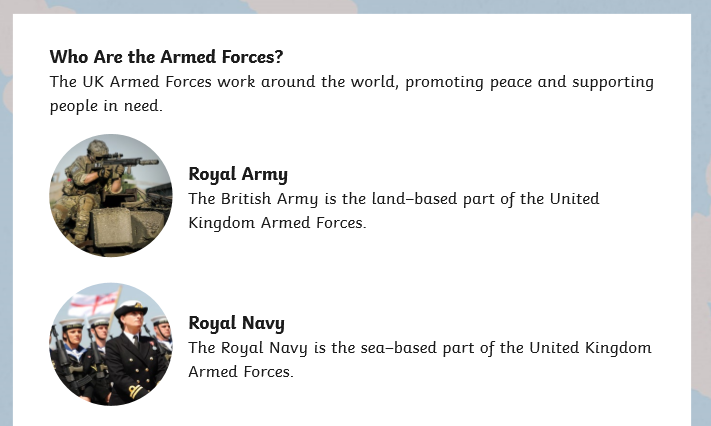 Who Are the Armed Forces?
The UK Armed Forces work around the world, promoting peace and supporting
people in need.
Royal Army
The British Army is the land–based part of the United
Kingdom Armed Forces.
Royal Navy
The Royal Navy is the sea–based part of the United Kingdom
Armed Forces.